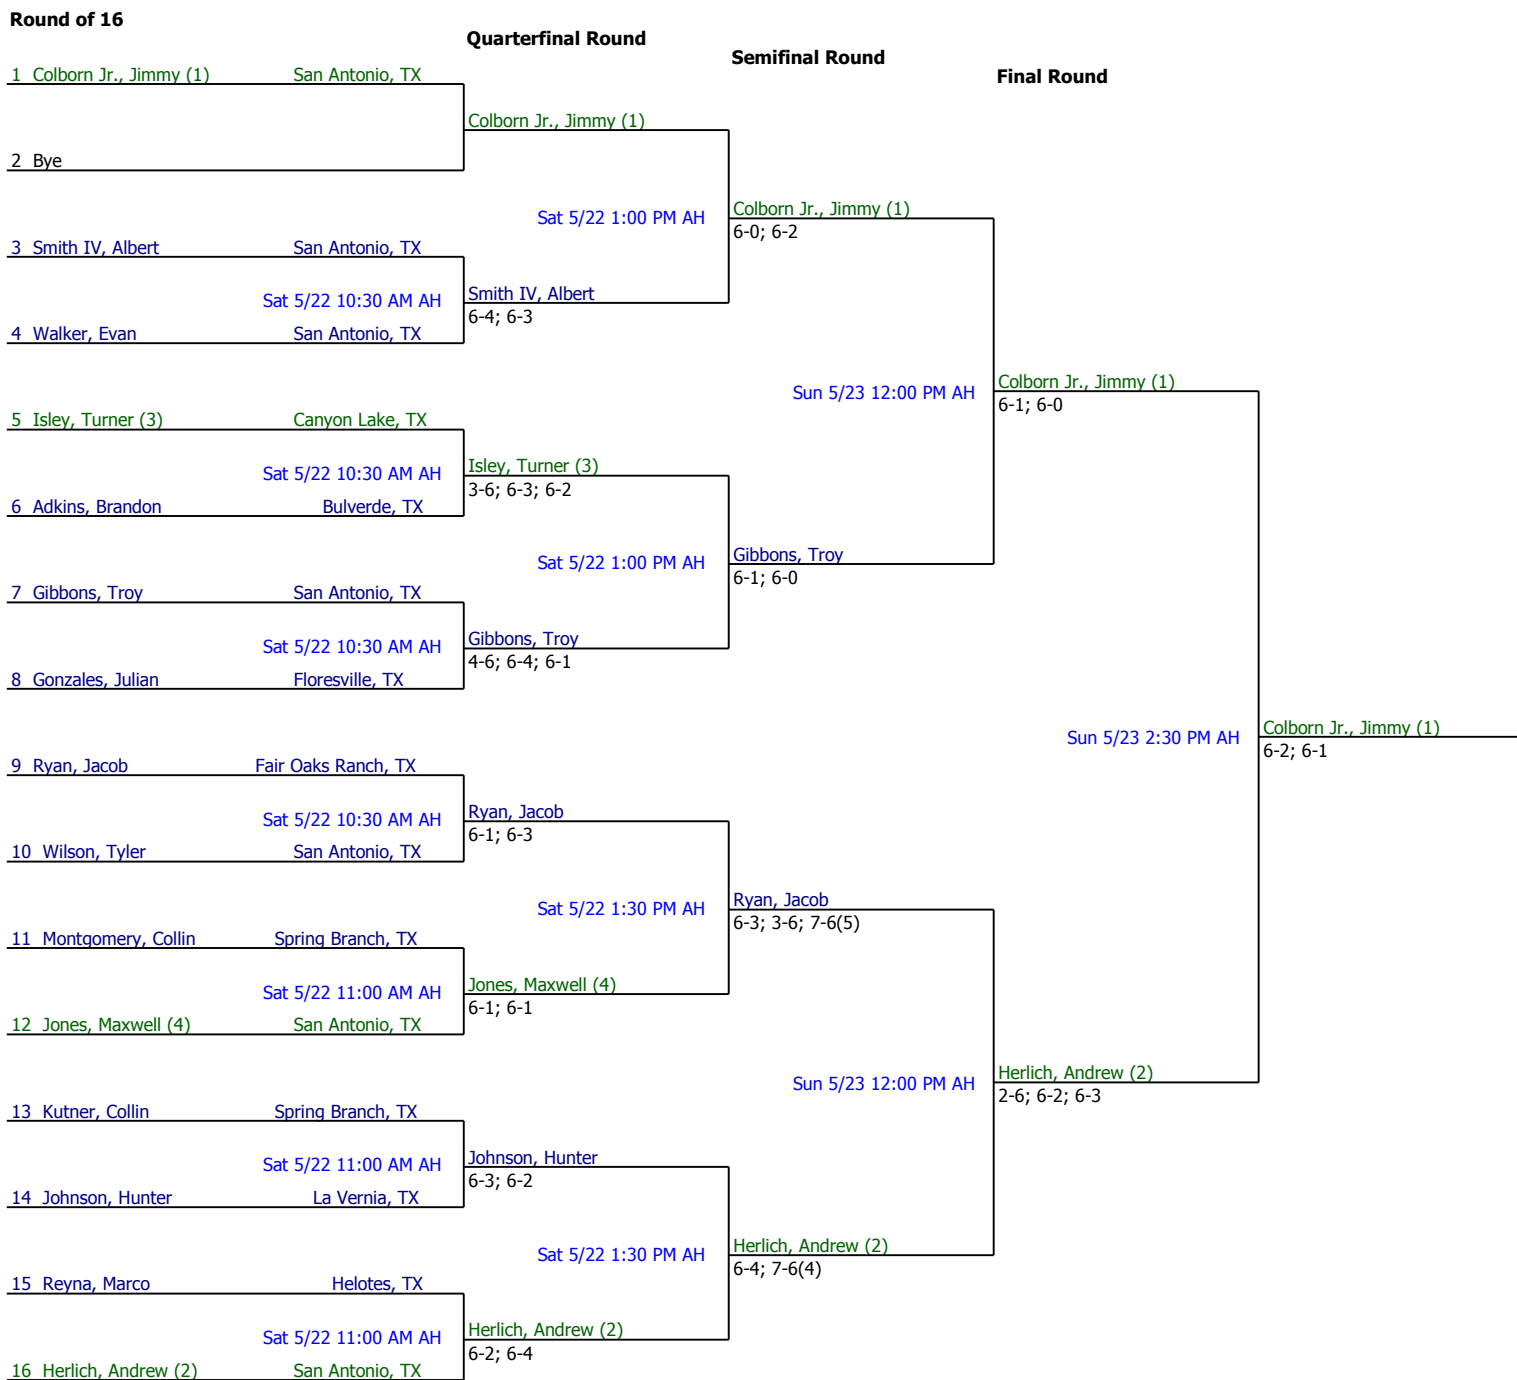 Round of 16
Quarterfinal Round
Semifinal Round
Final Round
1 Colborn Jr., Jimmy (1) San Antonio, TX
Colborn Jr., Jimmy (1)
2 Bye
Sat 5/22 1:00 PM AH
Colborn Jr., Jimmy (1)
6-0; 6-2
3 Smith IV, Albert San Antonio, TX
Sat 5/22 10:30 AM AH
Smith IV, Albert
6-4; 6-3
4 Walker, Evan San Antonio, TX
Sun 5/23 12:00 PM AH
Colborn Jr., Jimmy (1)
6-1; 6-0
5 Isley, Turner (3) Canyon Lake, TX
Sat 5/22 10:30 AM AH
Isley, Turner (3)
3-6; 6-3; 6-2
6 Adkins, Brandon Bulverde, TX
Sat 5/22 1:00 PM AH
Gibbons, Troy
6-1; 6-0
7 Gibbons, Troy San Antonio, TX
Sat 5/22 10:30 AM AH
Gibbons, Troy
4-6; 6-4; 6-1
8 Gonzales, Julian Floresville, TX
Sun 5/23 2:30 PM AH
Colborn Jr., Jimmy (1)
6-2; 6-1
9 Ryan, Jacob Fair Oaks Ranch, TX
Sat 5/22 10:30 AM AH
Ryan, Jacob
6-1; 6-3
10 Wilson, Tyler San Antonio, TX
Sat 5/22 1:30 PM AH
Ryan, Jacob
6-3; 3-6; 7-6(5)
11 Montgomery, Collin Spring Branch, TX
Sat 5/22 11:00 AM AH
Jones, Maxwell (4)
6-1; 6-1
12 Jones, Maxwell (4) San Antonio, TX
Sun 5/23 12:00 PM AH
Herlich, Andrew (2)
2-6; 6-2; 6-3
13 Kutner, Collin Spring Branch, TX
Sat 5/22 11:00 AM AH
Johnson, Hunter
6-3; 6-2
14 Johnson, Hunter La Vernia, TX
Sat 5/22 1:30 PM AH
Herlich, Andrew (2)
6-4; 7-6(4)
15 Reyna, Marco Helotes, TX
Sat 5/22 11:00 AM AH
Herlich, Andrew (2)
6-2; 6-4
16 Herlich, Andrew (2) San Antonio, TX